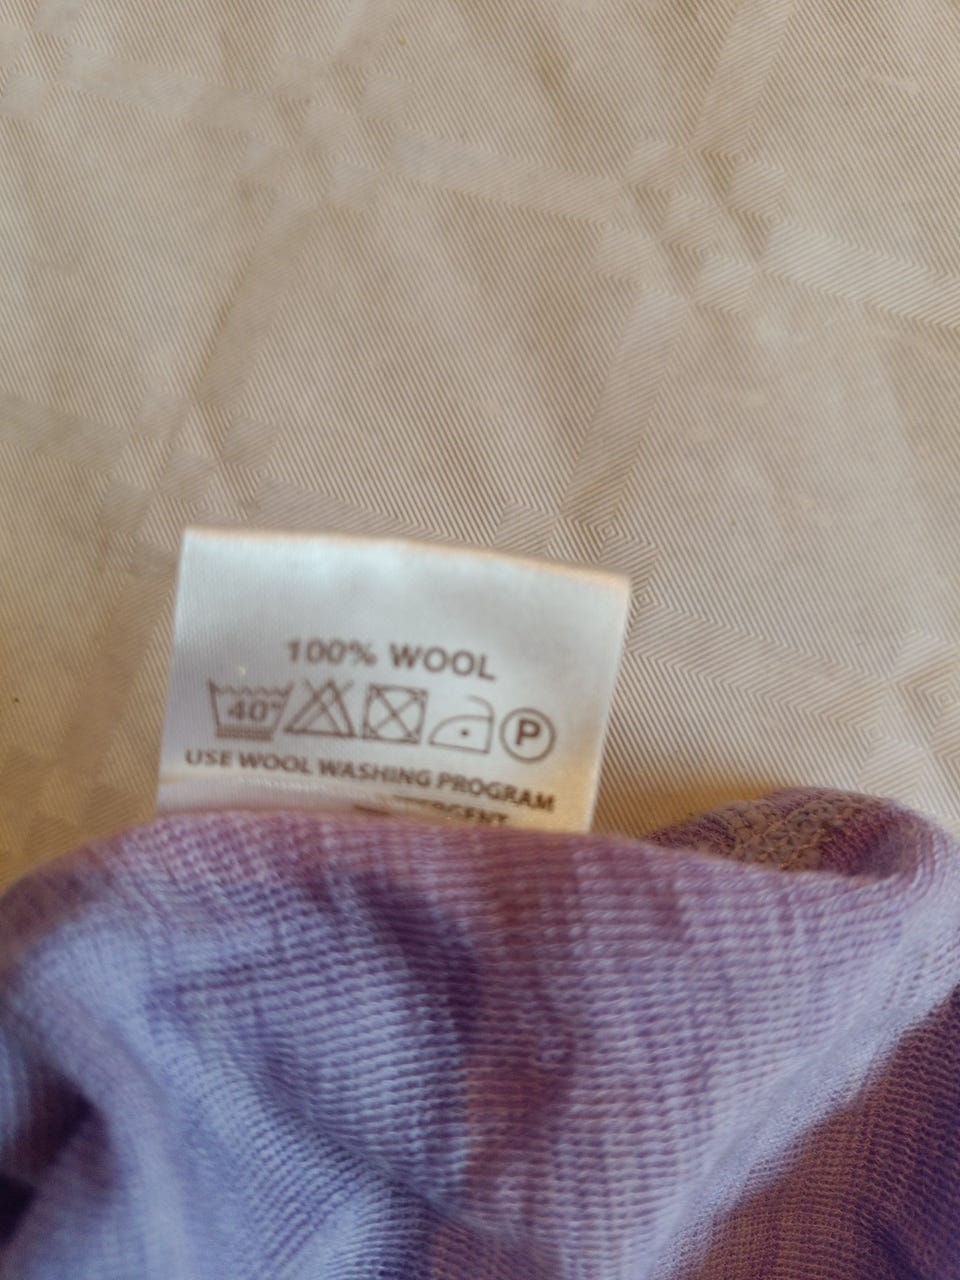 100% WOOL
40°
P
USE WOOL WASHING PROGRAM